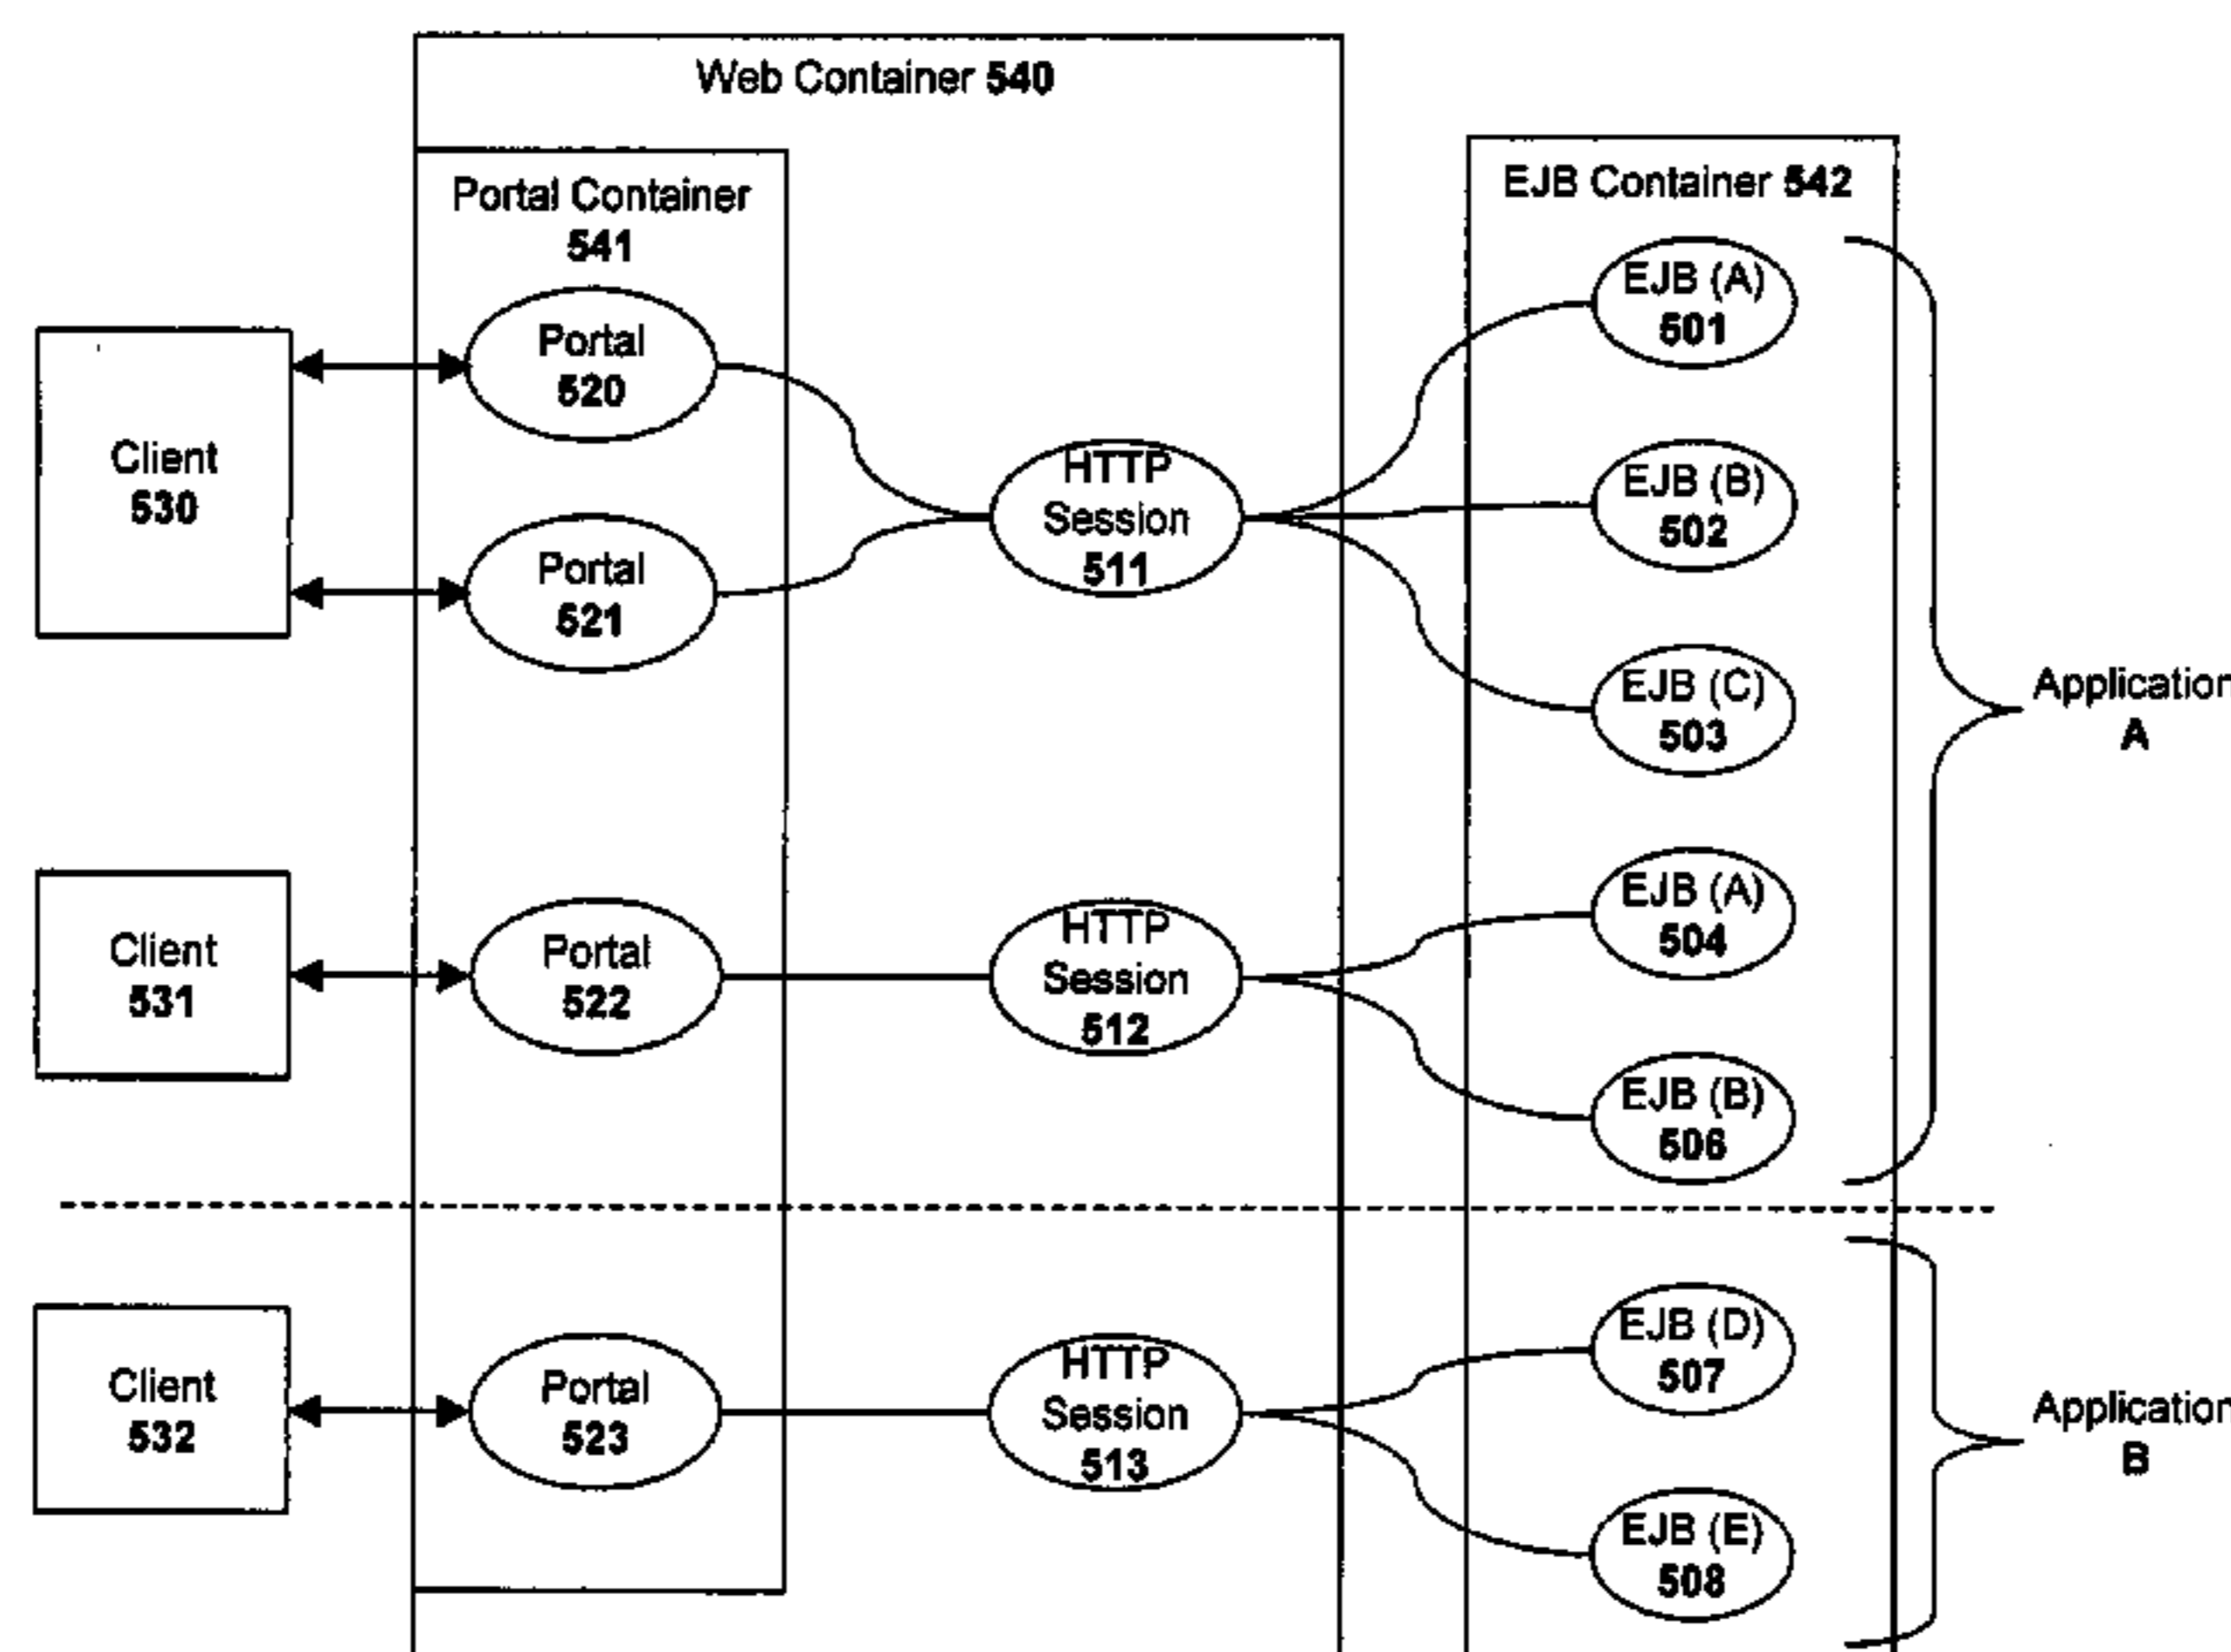 Web Container 540
Portal Container
541
EJB Container 542
Client
530
Portal
520
Portal
521
HTTP
Session
511
EJB (A)
501
EJB (B)
502
EJB (C)
503
Application
A
Client
531
Portal
522
HTTP
Session
512
EJB (A)
504
EJB (B)
506
Client
532
Portal
523
HTTP
Session
513
EJB (D)
507
EJB (E)
508
Application
B